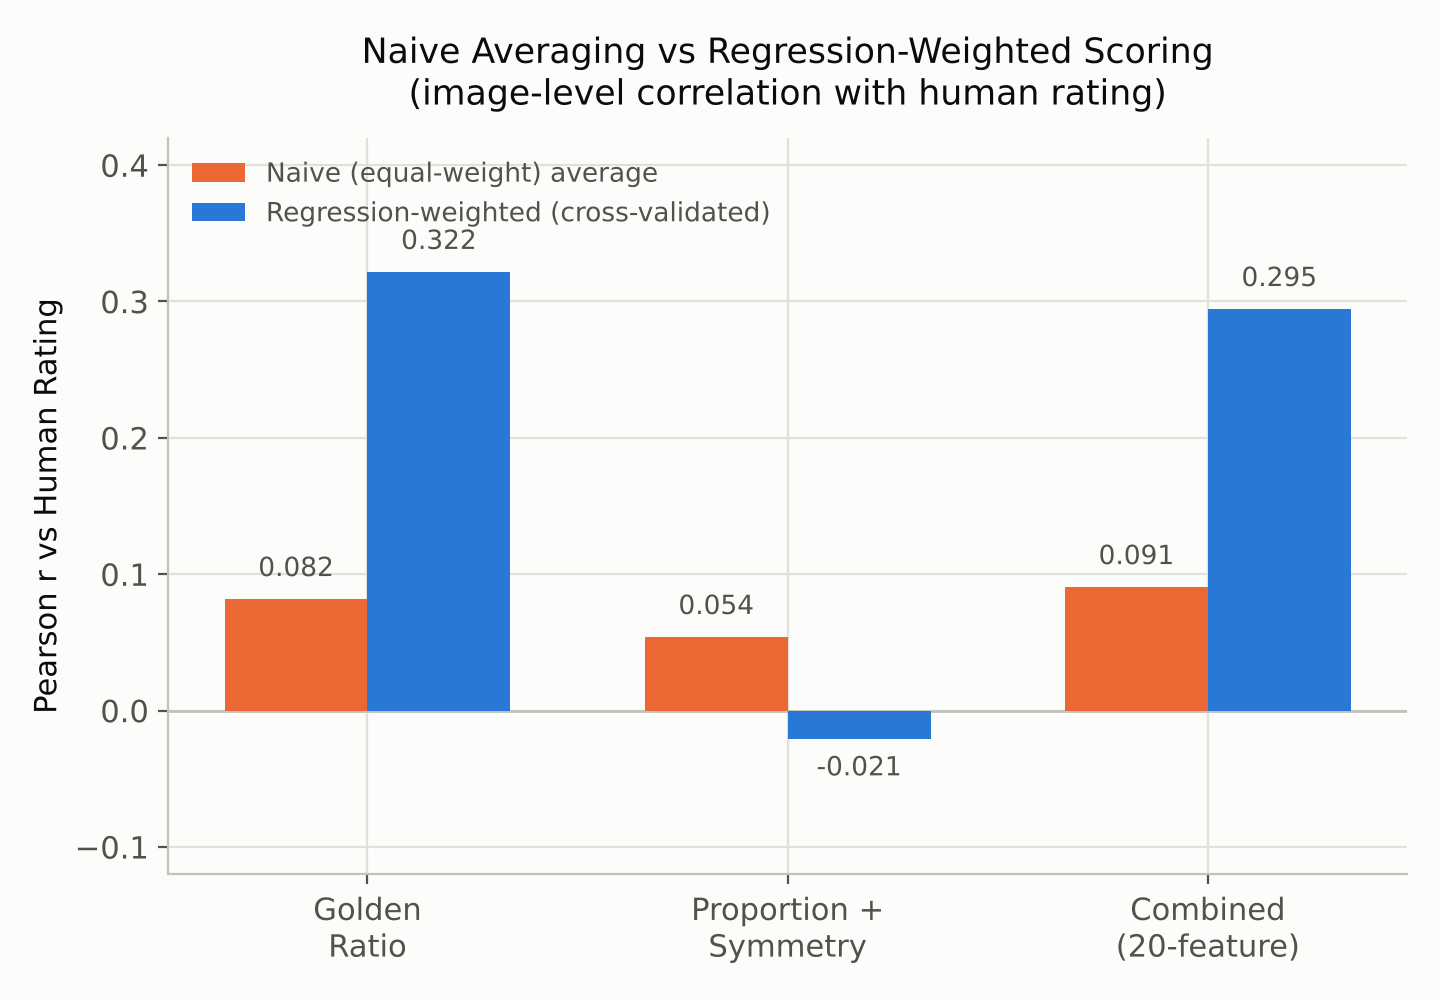 Naive Averaging vs Regression-Weighted Scoring
(image-level correlation with human rating)
Pearson r vs Human Rating
0.4
0.3
0.2
0.1
0.0
−0.1
Naive (equal-weight) average
Regression-weighted (cross-validated)
0.082
0.322
0.054
-0.021
0.091
0.295
Golden
Ratio
Proportion +
Symmetry
Combined
(20-feature)